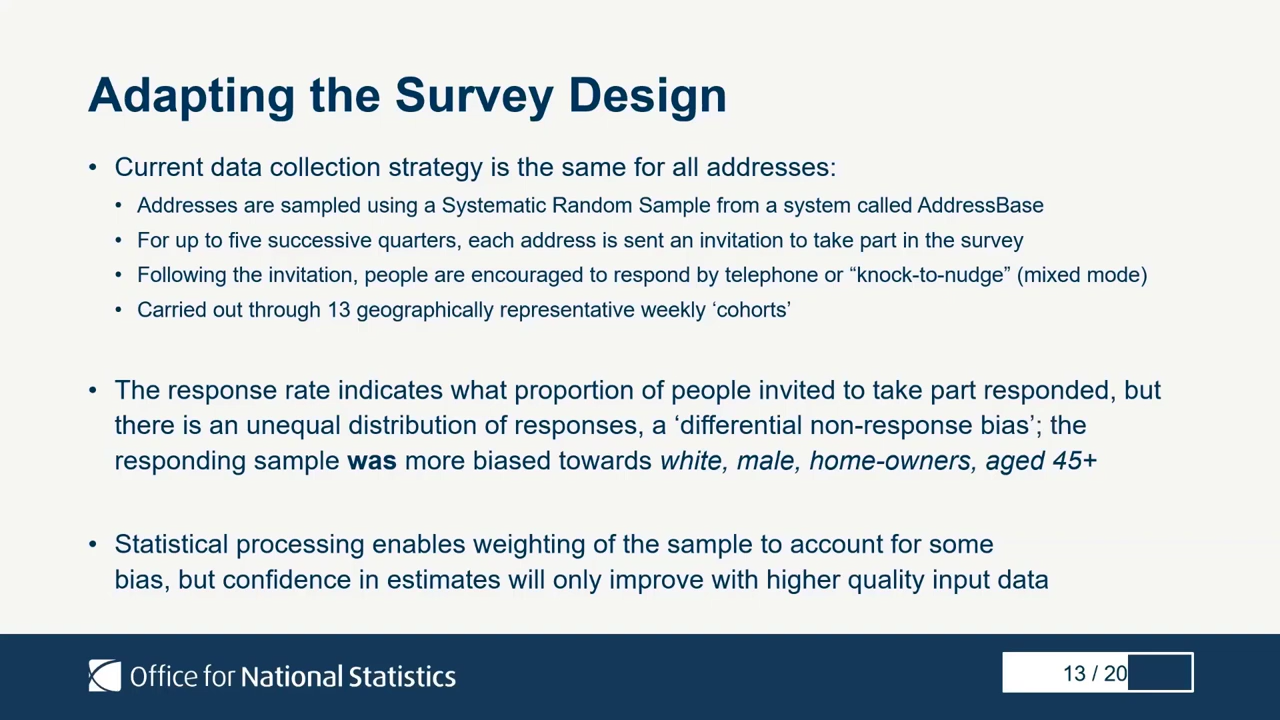 Adapting the Survey Design
• Current data collection strategy is the same for all addresses:
• Addresses are sampled using a Systematic Random Sample from a system called AddressBase
• For up to five successive quarters, each address is sent an invitation to take part in the survey
• Following the invitation, people are encouraged to respond by telephone or “knock-to-nudge” (mixed mode)
• Carried out through 13 geographically representative weekly ‘cohorts’
• The response rate indicates what proportion of people invited to take part responded, but
there is an unequal distribution of responses, a ‘differential non-response bias’; the
responding sample was more biased towards white, male, home-owners, aged 45+
• Statistical processing enables weighting of the sample to account for some
bias, but confidence in estimates will only improve with higher quality input data
Office for National Statistics
13 / 20